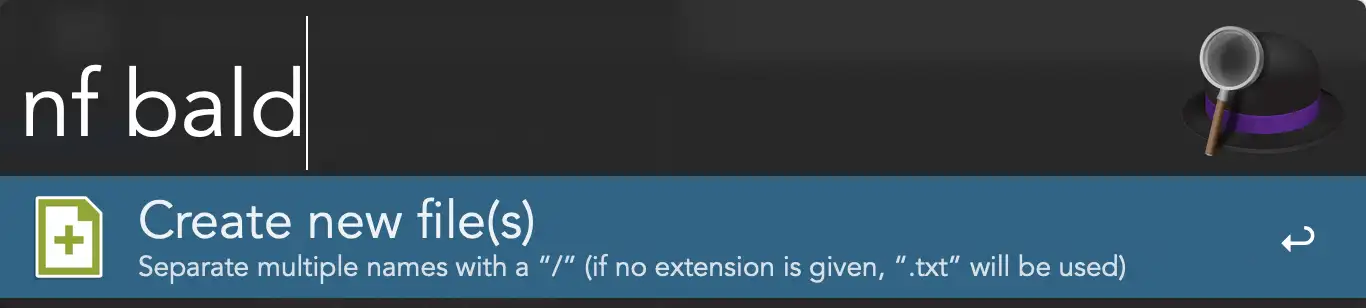 nf bald
Create new file(s)
Separate multiple names with a “/” (if no extension is given, “.txt” will be used)